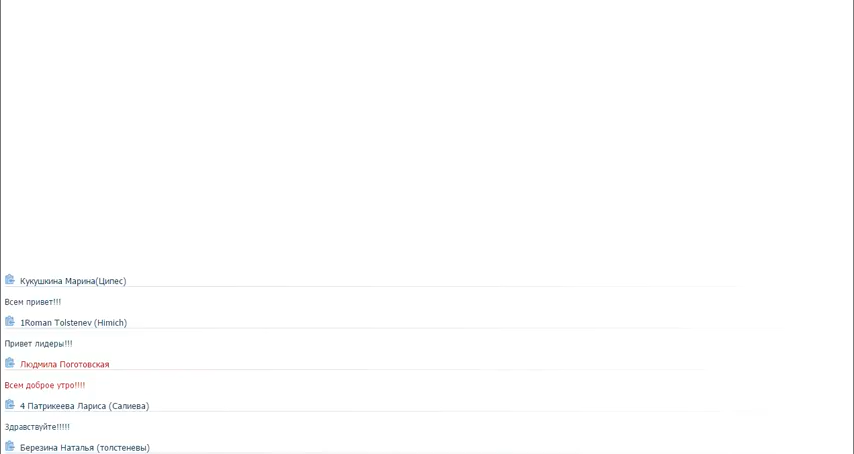 Кукушкина Марина(Ципес)
Всем привет!!!
1Roman Tolstenev (Himich)
Привет лидеры!!!
Людмила Поготовская
Всем доброе утро!!!!
4 Патрикеева Лариса (Салиева)
Здравствуйте!!!!!
Березина Наталья (толстеневы)